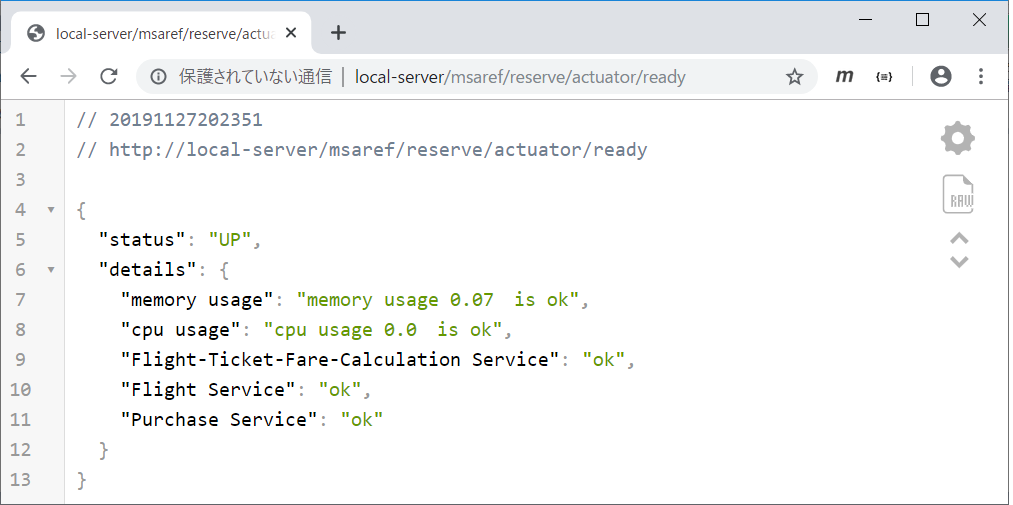 local-server/msaref/reserve/actua
保護されていない通信 | local-server/msaref/reserve/actuator/ready
m
{≡}
1 // 20191127202351
2 // http://local-server/msaref/reserve/actuator/ready
3
4 {
5   "status": "UP",
6   "details": {
7     "memory usage": "memory usage 0.07  is ok",
8     "cpu usage": "cpu usage 0.0  is ok",
9     "Flight-Ticket-Fare-Calculation Service": "ok",
10     "Flight Service": "ok",
11     "Purchase Service": "ok"
12   }
13 }
RAW